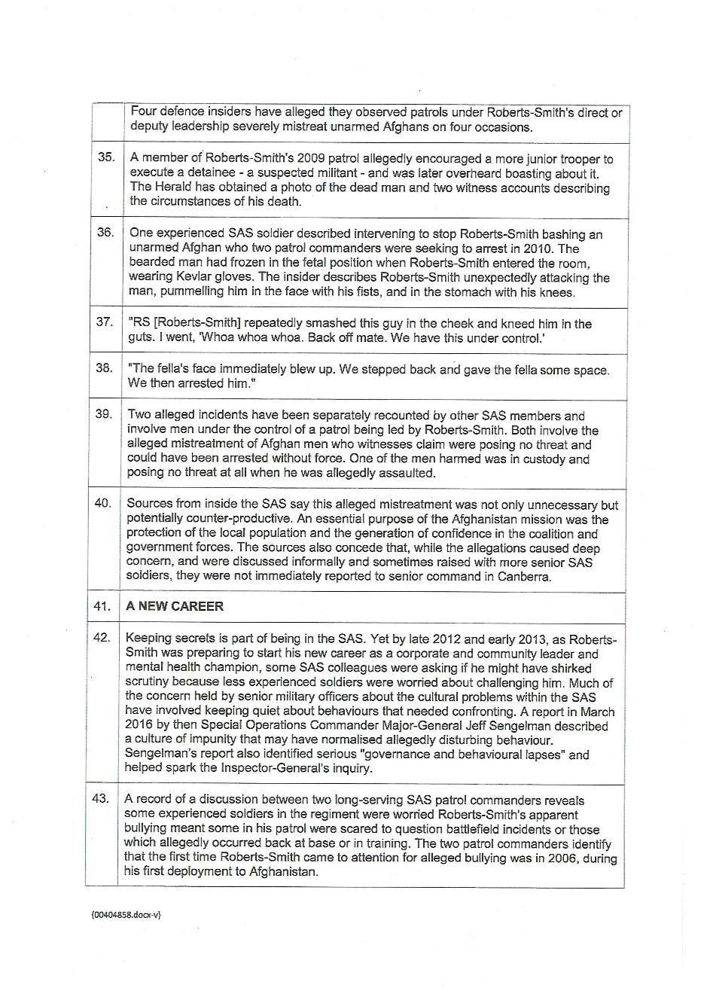 Four defence insiders have alleged they observed patrols under Roberts-Smith's direct or
deputy leadership severely mistreat unarmed Afghans on four occasions.
35. A member of Roberts-Smith's 2009 patrol allegedly encouraged a more junior trooper to
execute a detainee - a suspected militant - and was later overheard boasting about it.
The Herald has obtained a photo of the dead man and two witness accounts describing
the circumstances of his death.
36. One experienced SAS soldier described intervening to stop Roberts-Smith bashing an
unarmed Afghan who two patrol commanders were seeking to arrest in 2010. The
bearded man had frozen in the fetal position when Roberts-Smith entered the room,
wearing Kevlar gloves. The insider describes Roberts-Smith unexpectedly attacking the
man, pummelling him in the face with his fists, and in the stomach with his knees.
37. "RS [Roberts-Smith] repeatedly smashed this guy in the cheek and kneed him in the
guts. I went, 'Whoa whoa whoa. Back off mate. We have this under control.'
38. "The fella's face immediately blew up. We stepped back and gave the fella some space.
We then arrested him."
39. Two alleged incidents have been separately recounted by other SAS members and
involve men under the control of a patrol being led by Roberts-Smith. Both involve the
alleged mistreatment of Afghan men who witnesses claim were posing no threat and
could have been arrested without force. One of the men harmed was in custody and
posing no threat at all when he was allegedly assaulted.
40. Sources from inside the SAS say this alleged mistreatment was not only unnecessary but
potentially counter-productive. An essential purpose of the Afghanistan mission was the
protection of the local population and the generation of confidence in the coalition and
government forces. The sources also concede that, while the allegations caused deep
concern, and were discussed informally and sometimes raised with more senior SAS
soldiers, they were not immediately reported to senior command in Canberra.
41. A NEW CAREER
42. Keeping secrets is part of being in the SAS. Yet by late 2012 and early 2013, as Roberts-
Smith was preparing to start his new career as a corporate and community leader and
mental health champion, some SAS colleagues were asking if he might have shirked
scrutiny because less experienced soldiers were worried about challenging him. Much of
the concern held by senior military officers about the cultural problems within the SAS
have involved keeping quiet about behaviours that needed confronting. A report in March
2016 by then Special Operations Commander Major-General Jeff Sengelman described
a culture of impunity that may have normalised allegedly disturbing behaviour.
Sengelman's report also identified serious "governance and behavioural lapses" and
helped spark the Inspector-General's inquiry.
43. A record of a discussion between two long-serving SAS patrol commanders reveals
some experienced soldiers in the regiment were worried Roberts-Smith's apparent
bullying meant some in his patrol were scared to question battlefield incidents or those
which allegedly occurred back at base or in training. The two patrol commanders identify
that the first time Roberts-Smith came to attention for alleged bullying was in 2006, during
his first deployment to Afghanistan.
{00404858.docx-v}